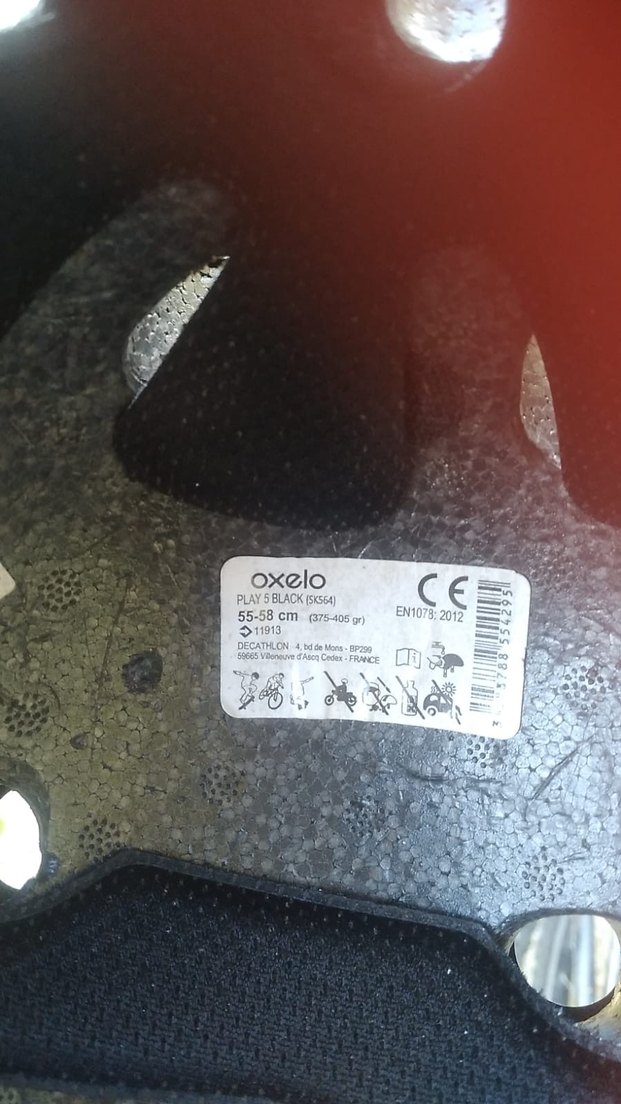 oxelo
PLAY 5 BLACK (SK564)
55-58 cm (375-405 gr)
11913
DECATHLON 4, bd de Mons - BP299
59665 Villeneuve d'Ascq Cedex - FRANCE
CE
EN1078: 2012